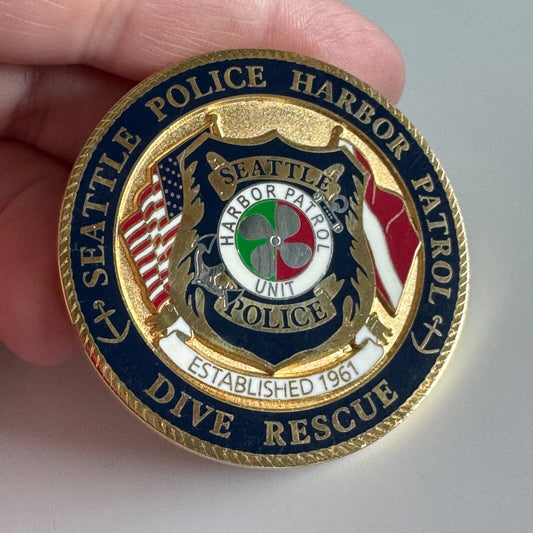 SEATTLE POLICE HARBOR PATROL
SEATTLE
HARBOR PATROL
UNIT
POLICE
ESTABLISHED 1961
DIVE RESCUE